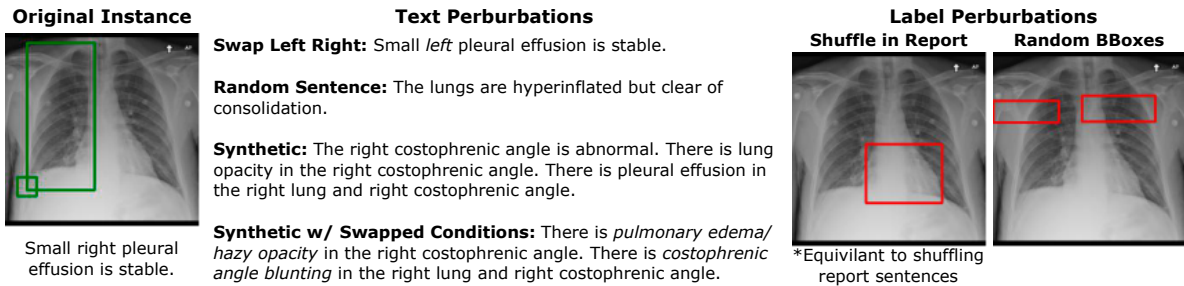 Original Instance
Small right pleural
effusion is stable.
Text Perburbations
Swap Left Right: Small left pleural effusion is stable.
Random Sentence: The lungs are hyperinflated but clear of
consolidation.
Synthetic: The right costophrenic angle is abnormal. There is lung
opacity in the right costophrenic angle. There is pleural effusion in
the right lung and right costophrenic angle.
Synthetic w/ Swapped Conditions: There is pulmonary edema/
hazy opacity in the right costophrenic angle. There is costophrenic
angle blunting in the right lung and right costophrenic angle.
Label Perburbations
Shuffle in Report
*Equivilant to shuffling
report sentences
Random BBoxes